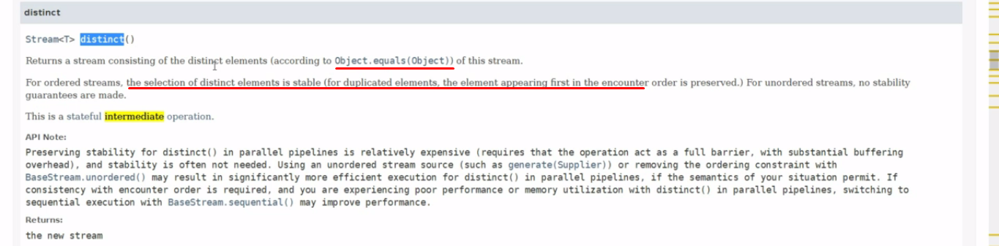 distinct
Stream<T> distinct()
Returns a stream consisting of the distinct elements (according to Object.equals(Object)) of this stream.
For ordered streams, the selection of distinct elements is stable (for duplicated elements, the element appearing first in the encounter order is preserved.) For unordered streams, no stability
guarantees are made.
This is a stateful intermediate operation.
API Note:
Preserving stability for distinct() in parallel pipelines is relatively expensive (requires that the operation act as a full barrier, with substantial buffering
overhead), and stability is often not needed. Using an unordered stream source (such as generate(Supplier)) or removing the ordering constraint with
BaseStream.unordered() may result in significantly more efficient execution for distinct() in parallel pipelines, if the semantics of your situation permit. If
consistency with encounter order is required, and you are experiencing poor performance or memory utilization with distinct() in parallel pipelines, switching to
sequential execution with BaseStream.sequential() may improve performance.
Returns:
the new stream